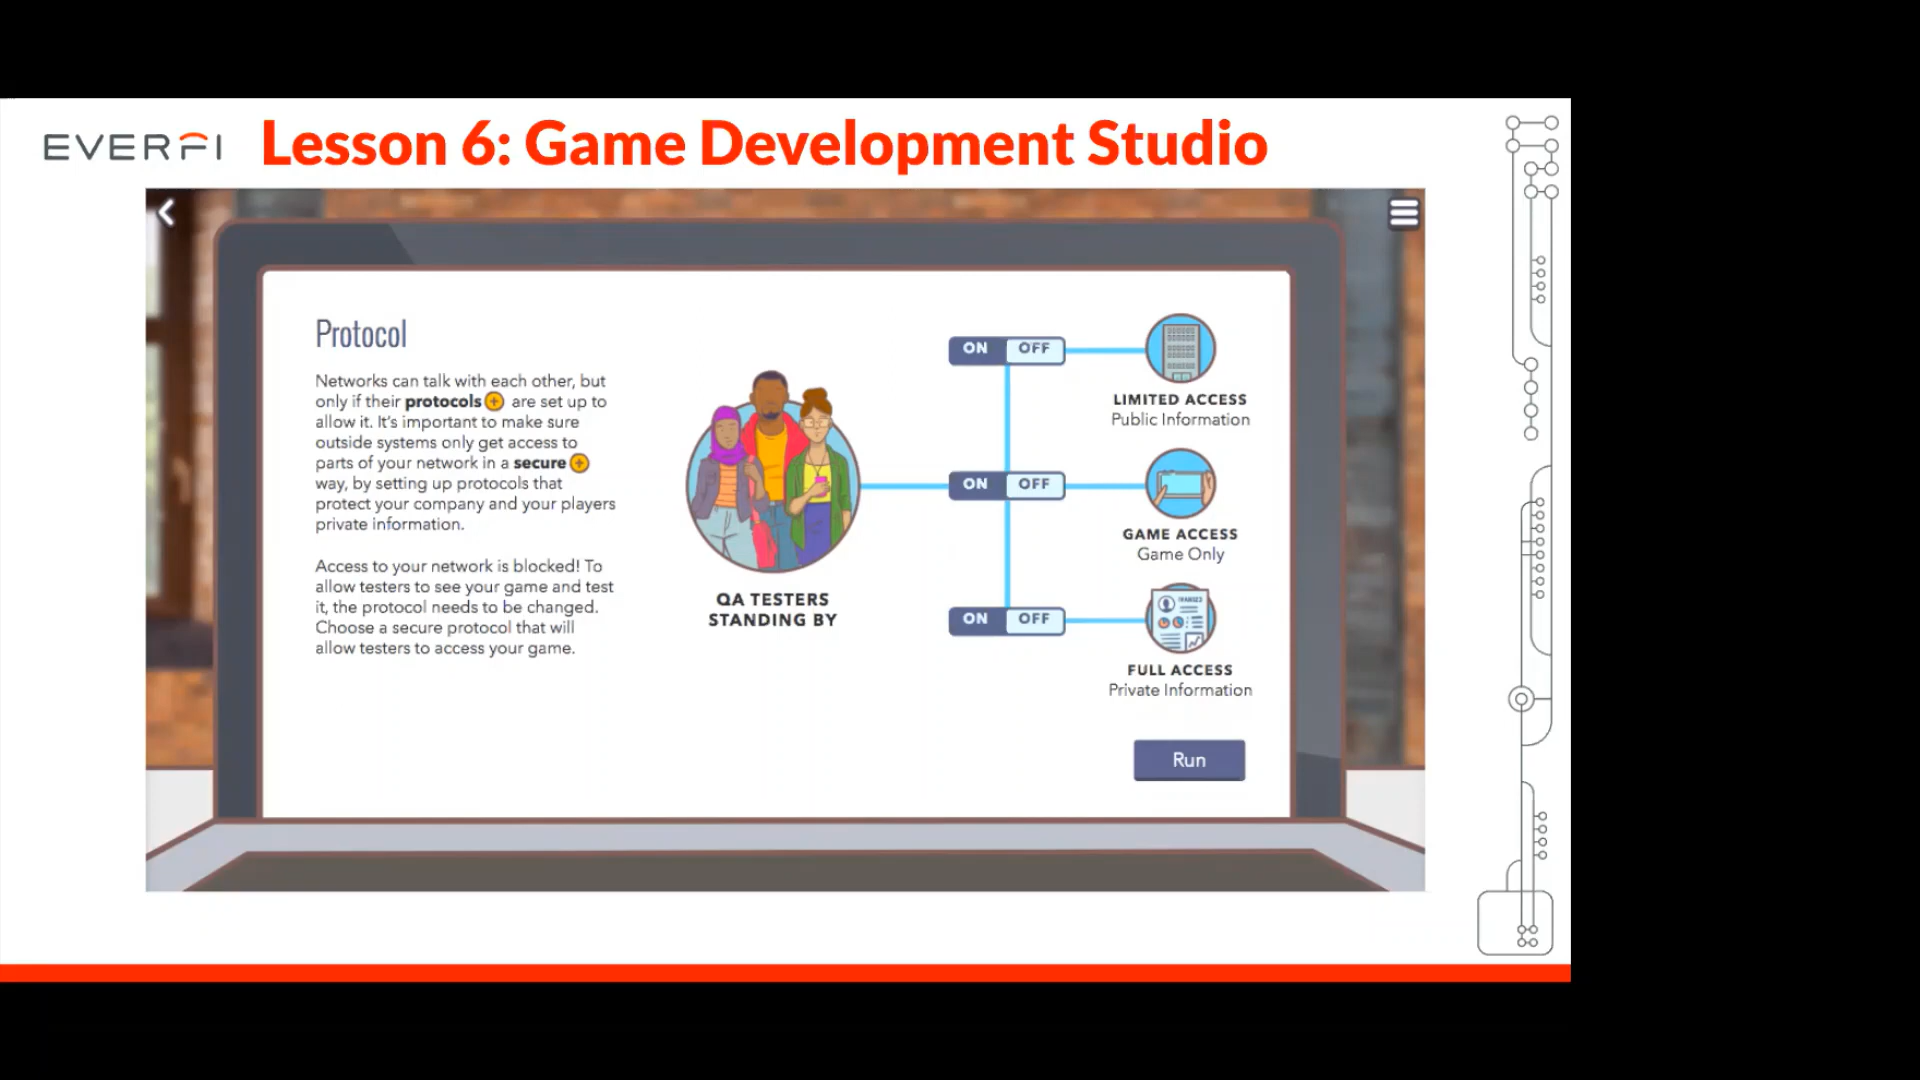 EVERFI
Lesson 6: Game Development Studio
Protocol
Networks can talk with each other, but
only if their protocols + are set up to
allow it. It's important to make sure
outside systems only get access to
parts of your network in a secure +
way, by setting up protocols that
protect your company and your players
private information.
Access to your network is blocked! To
allow testers to see your game and test
it, the protocol needs to be changed.
Choose a secure protocol that will
allow testers to access your game.
QA TESTERS
STANDING BY
ON OFF
LIMITED ACCESS
Public Information
ON OFF
GAME ACCESS
Game Only
ON OFF
FULL ACCESS
Private Information
Run